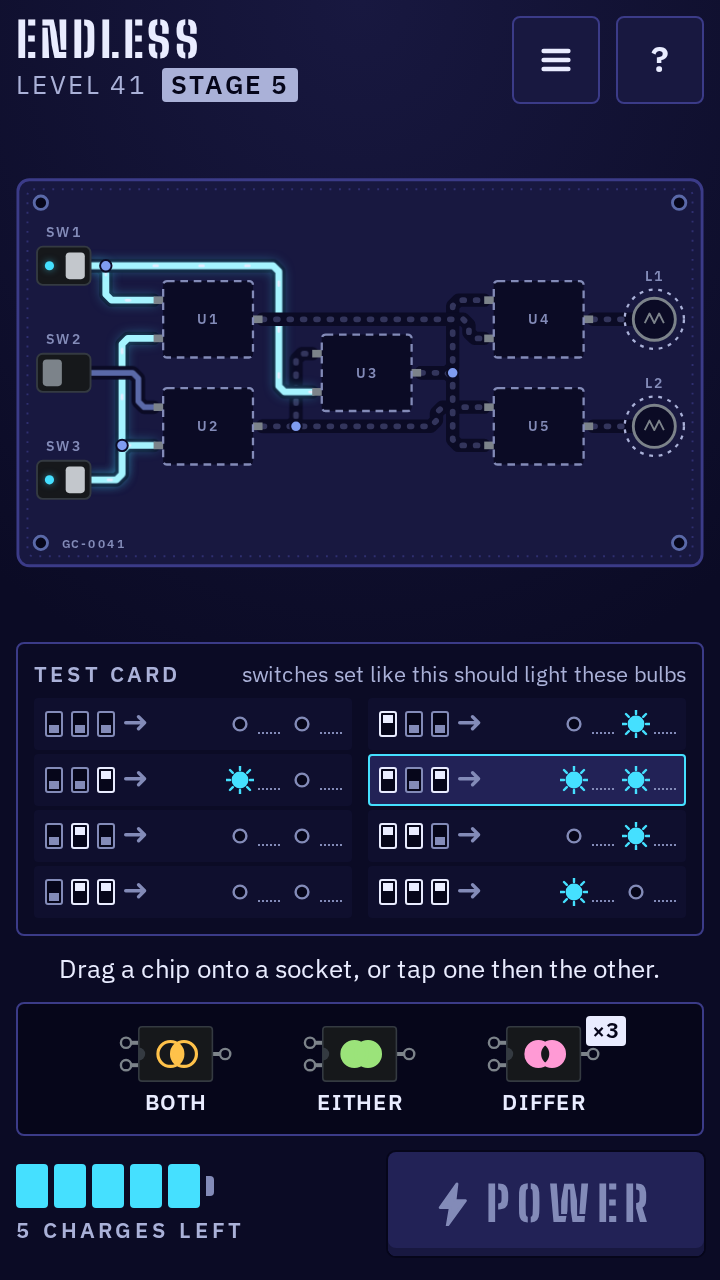 ENDLESS
LEVEL 41 STAGE 5
?
SW1
L1
U1
U4
SW2
U3
L2
U2
U5
SW3
GC-0041
TEST CARD switches set like this should light these bulbs
Drag a chip onto a socket, or tap one then the other.
×3
BOTH EITHER DIFFER
POWER
5 CHARGES LEFT